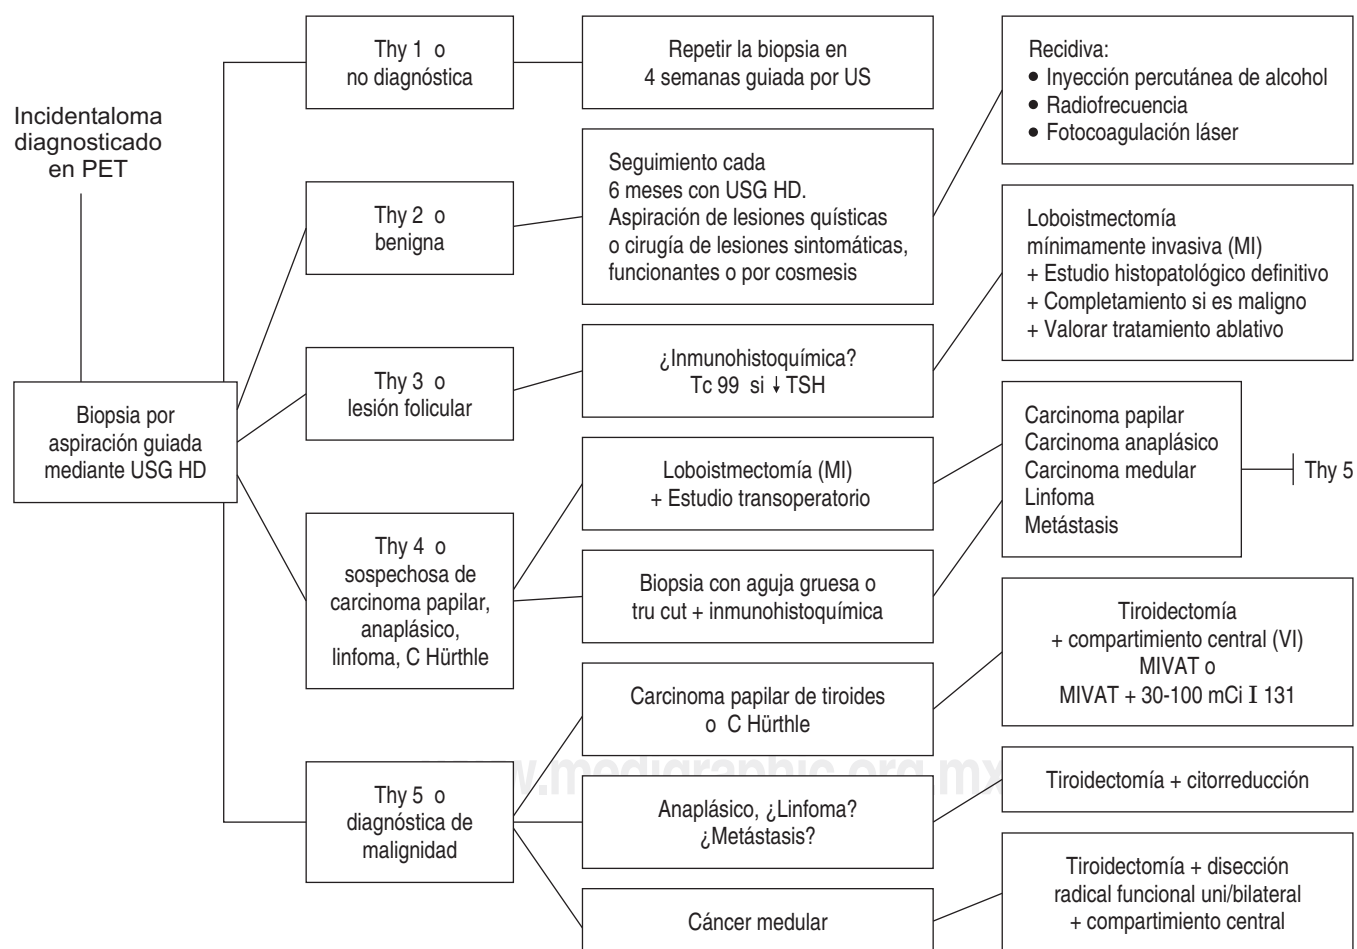 Incidentaloma
diagnosticado
en PET
Biopsia por
aspiración guiada
mediante USG HD
Thy 1 o
no diagnóstica
Repetir la biopsia en
4 semanas guiada por US
Thy 2 o
benigna
Seguimiento cada
6 meses con USG HD.
Aspiración de lesiones quísticas
o cirugía de lesiones sintomáticas,
funcionantes o por cosmesis
Recidiva:
• Inyección percutánea de alcohol
• Radiofrecuencia
• Fotocoagulación láser
Thy 3 o
lesión folicular
¿Inmunohistoquímica?
Tc 99 si ↓ TSH
Loboistmectomía
mínimamente invasiva (MI)
+ Estudio histopatológico definitivo
+ Completamiento si es maligno
+ Valorar tratamiento ablativo
Thy 4 o
sospechosa de
carcinoma papilar,
anaplásico,
linfoma, C Hürthle
Loboistmectomía (MI)
+ Estudio transoperatorio
Biopsia con aguja gruesa o
tru cut + inmunohistoquímica
Carcinoma papilar
Carcinoma anaplásico
Carcinoma medular
Linfoma
Metástasis
Thy 5
Thy 5 o
diagnóstica de
malignidad
Carcinoma papilar de tiroides
o C Hürthle
Tiroidectomía
+ compartimiento central (VI)
MIVAT o
MIVAT + 30-100 mCi I 131
Anaplásico, ¿Linfoma?
¿Metástasis?
Tiroidectomía + citorreducción
Cáncer medular
Tiroidectomía + disección
radical funcional uni/bilateral
+ compartimiento central
www.medigraphic.org.mx